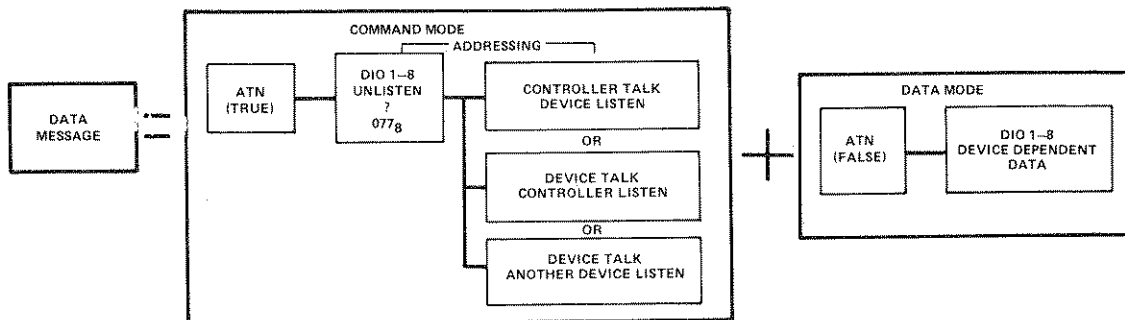 DATA
MESSAGE
=
COMMAND MODE
ADDRESSING
ATN
(TRUE)
DIO 1–8
UNLISTEN
?
077₈
CONTROLLER TALK
DEVICE LISTEN
OR
DEVICE TALK
CONTROLLER LISTEN
OR
DEVICE TALK
ANOTHER DEVICE LISTEN
+
DATA MODE
ATN
(FALSE)
DIO 1–8
DEVICE DEPENDENT
DATA